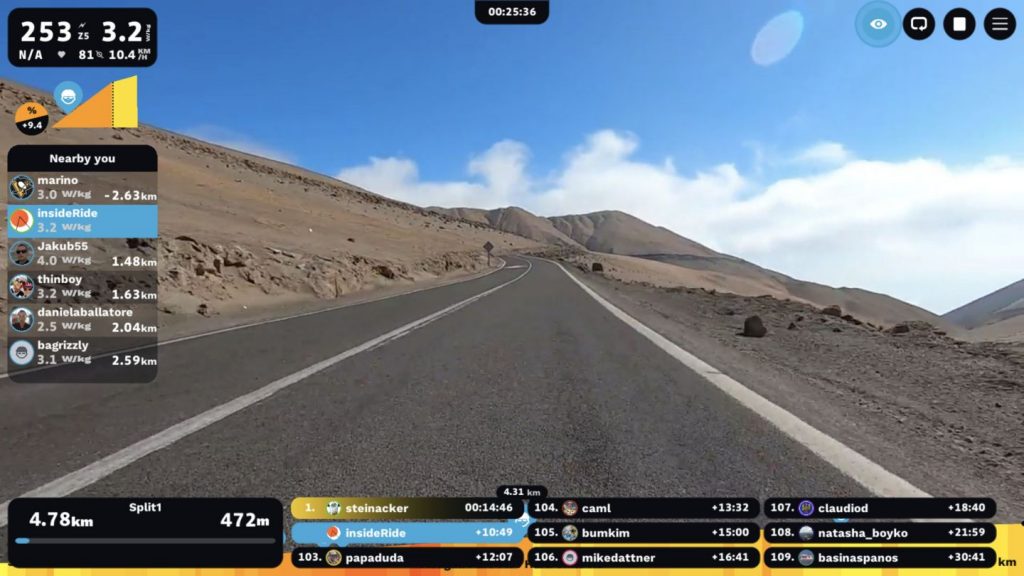 253 Z5 3.2 W/kg
N/A 81 10.4 KM/H
00:25:36
%
+9.4
Nearby you
marino
3.0 W/kg -2.63km
insideRide
3.2 W/kg
Jakub55
4.0 W/kg 1.48km
thinboy
3.2 W/kg 1.63km
danielaballatore
2.5 W/kg 2.04km
bagrizzly
3.1 W/kg 2.59km
Split1
4.78km 472m
4.31 km
1. steinacker 00:14:46
insideRide +10:49
103. papaduda +12:07
104. caml +13:32
105. bumkim +15:00
106. mikedattner +16:41
107. claudiod +18:40
108. natasha_boyko +21:59
109. basinaspanos +30:41
km